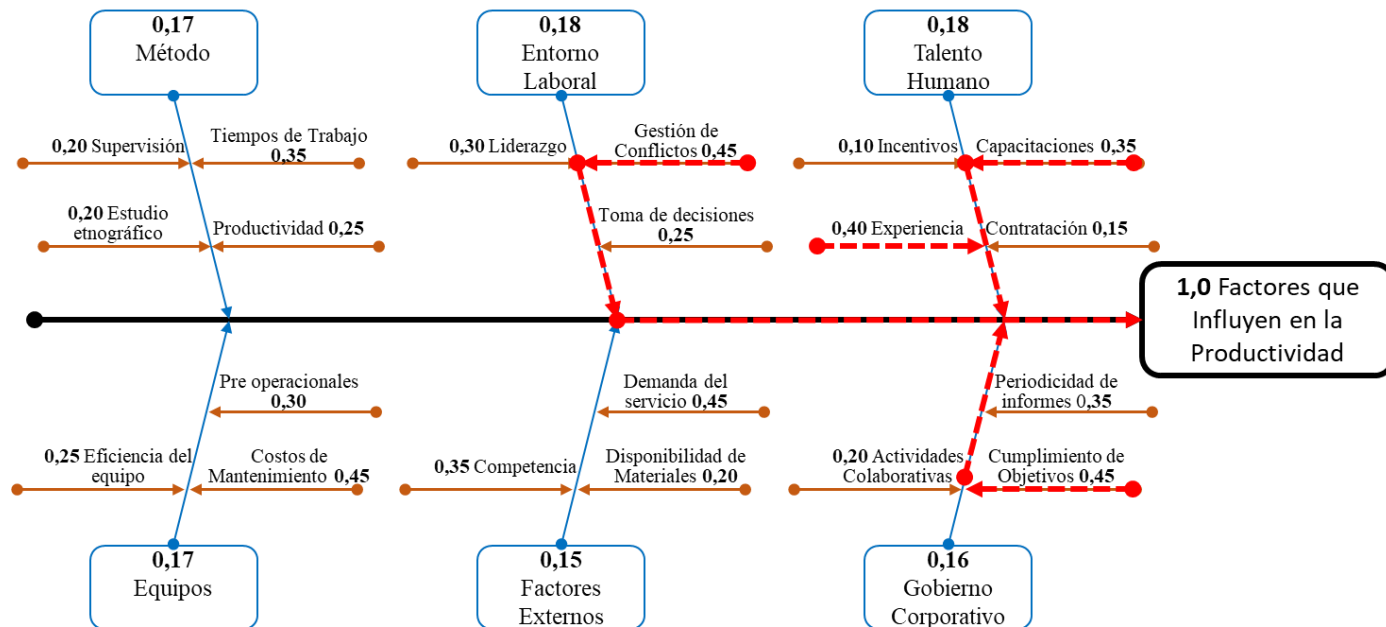 0,17
Método
0,18
Entorno
Laboral
0,18
Talento
Humano
0,20 Supervisión
Tiempos de Trabajo
0,35
0,30 Liderazgo
Gestión de
Conflictos 0,45
0,10 Incentivos
Capacitaciones 0,35
0,20 Estudio
etnográfico
Productividad 0,25
Toma de decisiones
0,25
0,40 Experiencia
Contratación 0,15
1,0 Factores que
Influyen en la
Productividad
Pre operacionales
0,30
Demanda del
servicio 0,45
Periodicidad de
informes 0,35
0,25 Eficiencia del
equipo
Costos de
Mantenimiento 0,45
0,35 Competencia
Disponibilidad de
Materiales 0,20
0,20 Actividades
Colaborativas
Cumplimiento de
Objetivos 0,45
0,17
Equipos
0,15
Factores
Externos
0,16
Gobierno
Corporativo